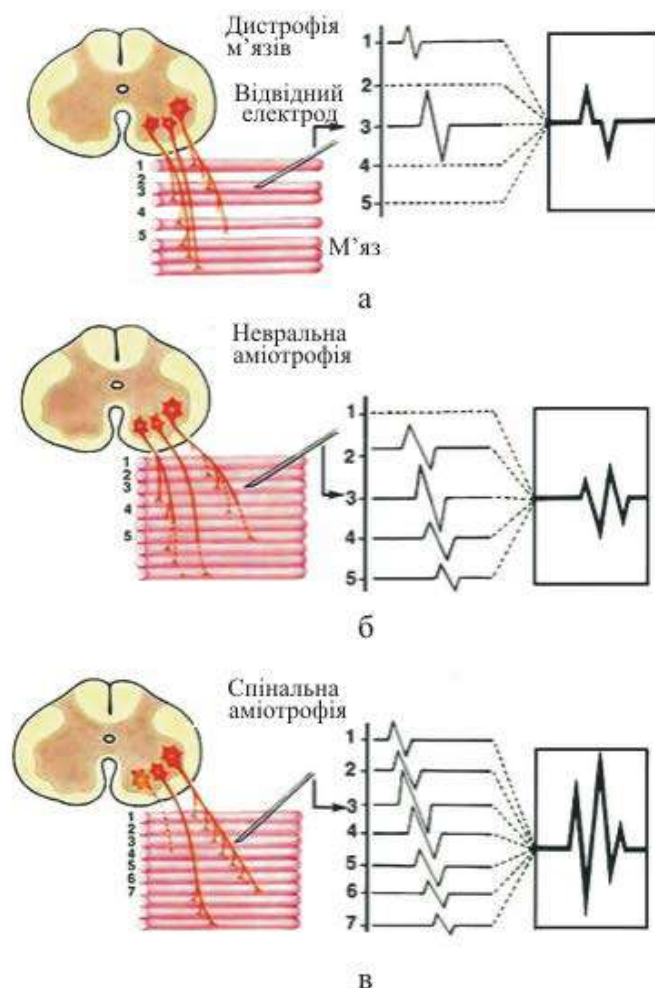 Дистрофія
м’язів
Відвідний
електрод
1
2
3
4
5
М’яз
1
2
3
4
5
а
Невральна
аміотрофія
1
2
3
4
5
1
2
3
4
5
б
Спінальна
аміотрофія
1
2
3
4
5
6
7
1
2
3
4
5
6
7
в